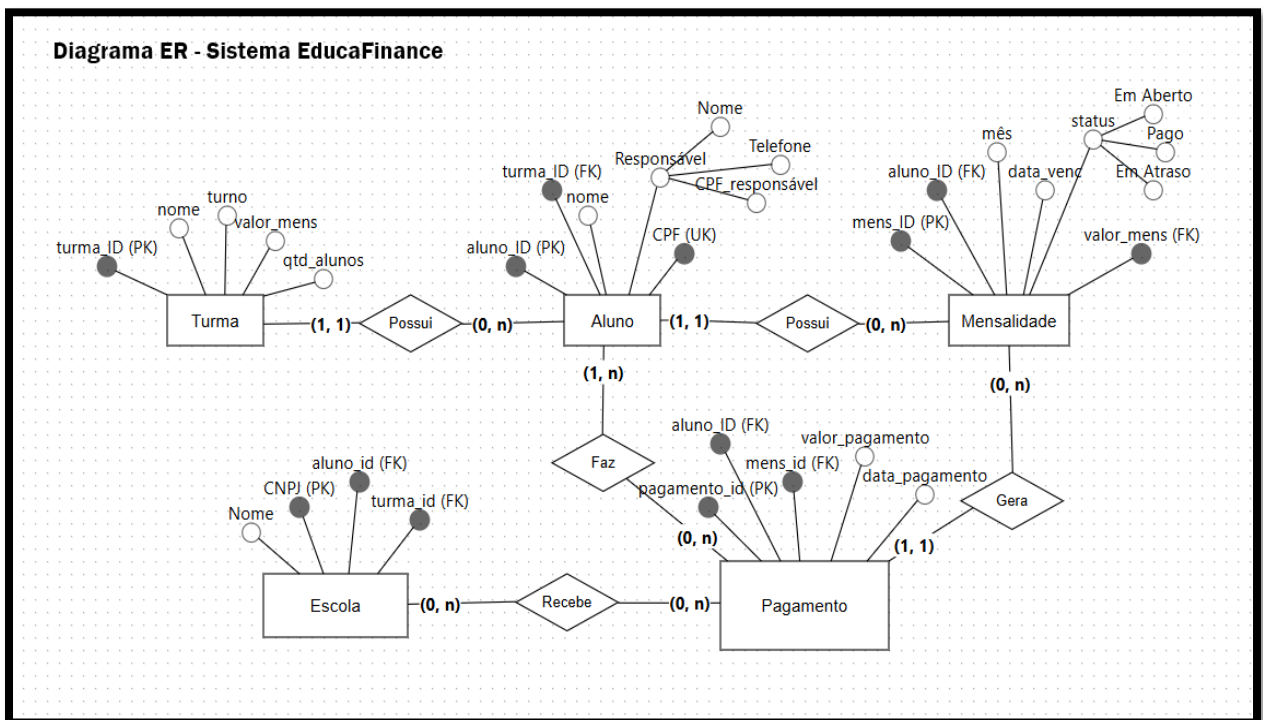 Diagrama ER - Sistema EducaFinance
Em Aberto
Nome
status
Pago
mês
Telefone
Responsável
turma_ID (FK)
aluno_ID (FK)
data_venc
Em Atraso
CPF_responsável
turno
nome
nome
valor_mens
mens_ID (PK)
CPF (UK)
valor_mens (FK)
turma_ID (PK)
aluno_ID (PK)
qtd_alunos
Turma
(1, 1)
Possui
(0, n)
Aluno
(1, 1)
Possui
(0, n)
Mensalidade
(1, n)
(0, n)
aluno_ID (FK)
valor_pagamento
Faz
aluno_id (FK)
mens_id (FK)
data_pagamento
CNPJ (PK)
pagamento_id (PK)
turma_id (FK)
Gera
Nome
(0, n)
(1, 1)
Escola
(0, n)
Recebe
(0, n)
Pagamento